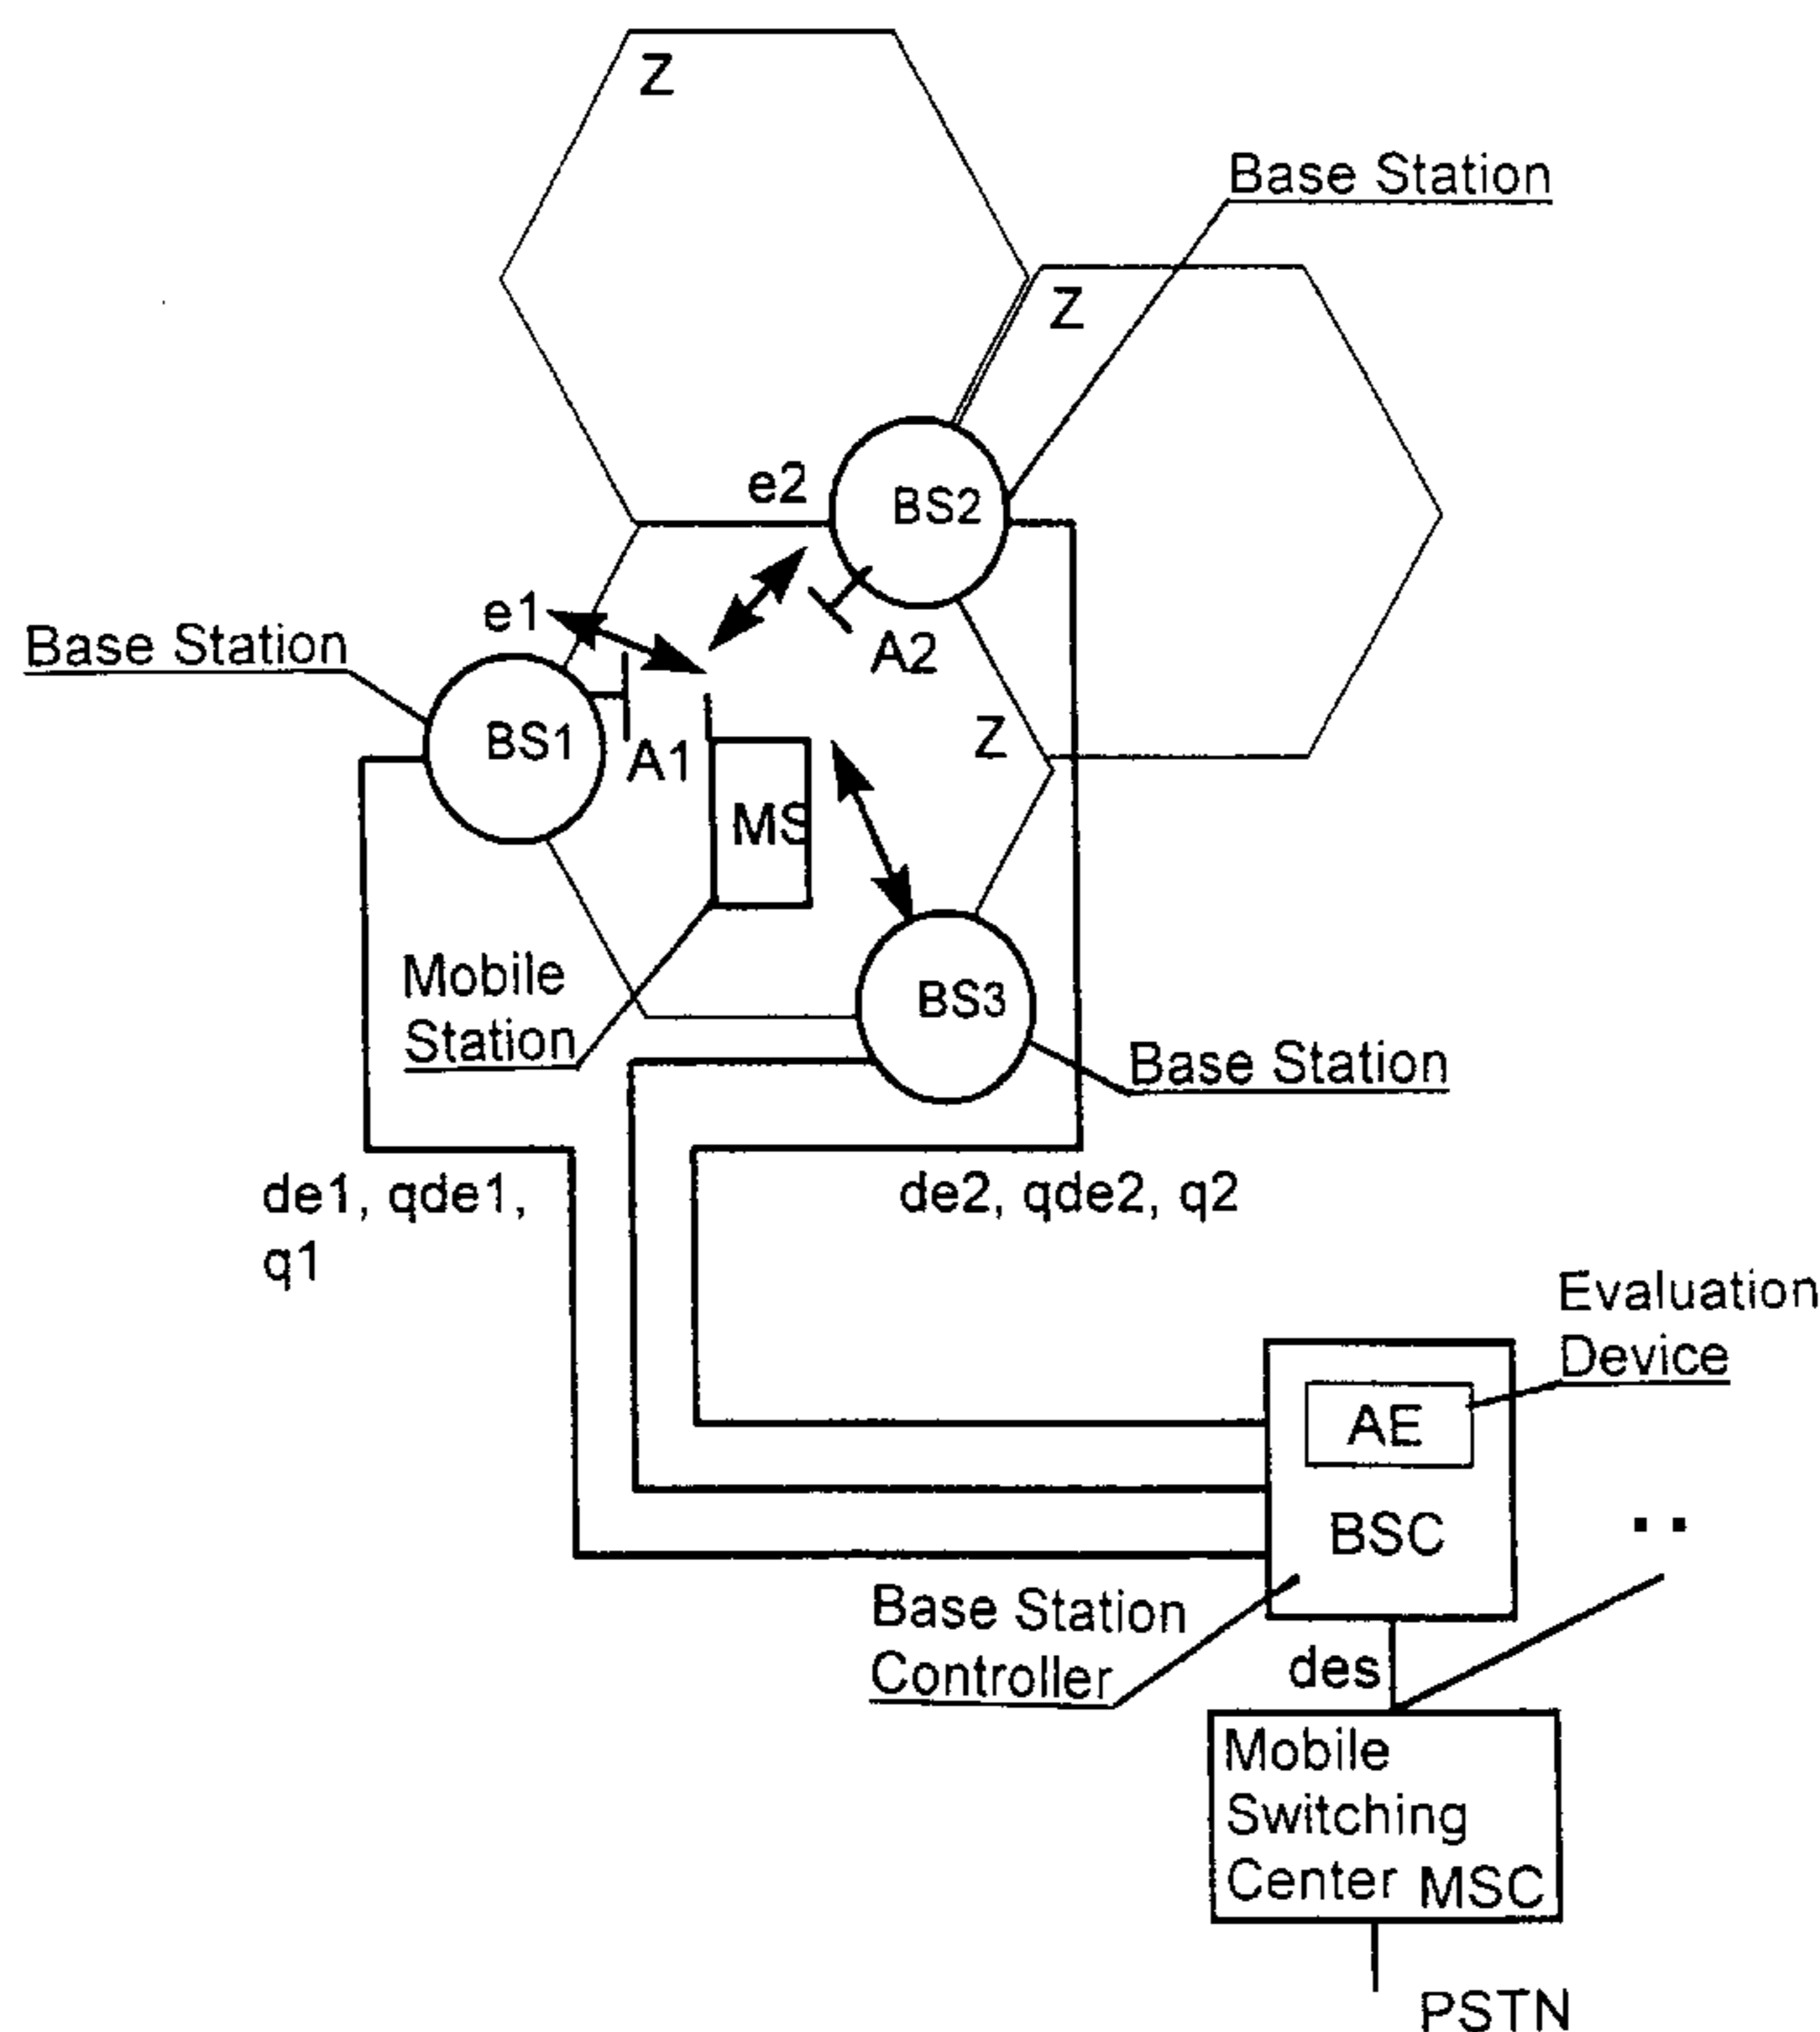 Z
Base Station
Z
e2
BS2
e1
Base Station
A2
BS1
A1
Z
MS
Mobile
Station
BS3
Base Station
de1, qde1,
q1
de2, qde2, q2
Evaluation
Device
AE
BSC
Base Station
Controller
des
Mobile
Switching
Center MSC
PSTN